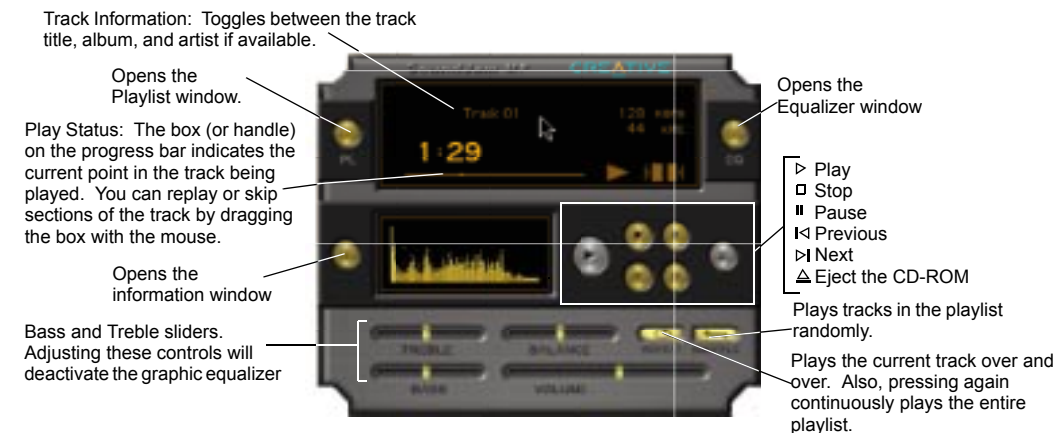 Track Information: Toggles between the track
title, album, and artist if available.
Opens the
Playlist window.
Play Status: The box (or handle)
on the progress bar indicates the
current point in the track being
played. You can replay or skip
sections of the track by dragging
the box with the mouse.
Opens the
information window
Bass and Treble sliders.
Adjusting these controls will
deactivate the graphic equalizer
CREATIVE
Track 01
128
44
1:29
PL
EQ
TREBLE
BALANCE
BASS
VOLUME
Opens the
Equalizer window
Play
Stop
Pause
Previous
Next
Eject the CD-ROM
Plays tracks in the playlist
randomly.
Plays the current track over and
over. Also, pressing again
continuously plays the entire
playlist.